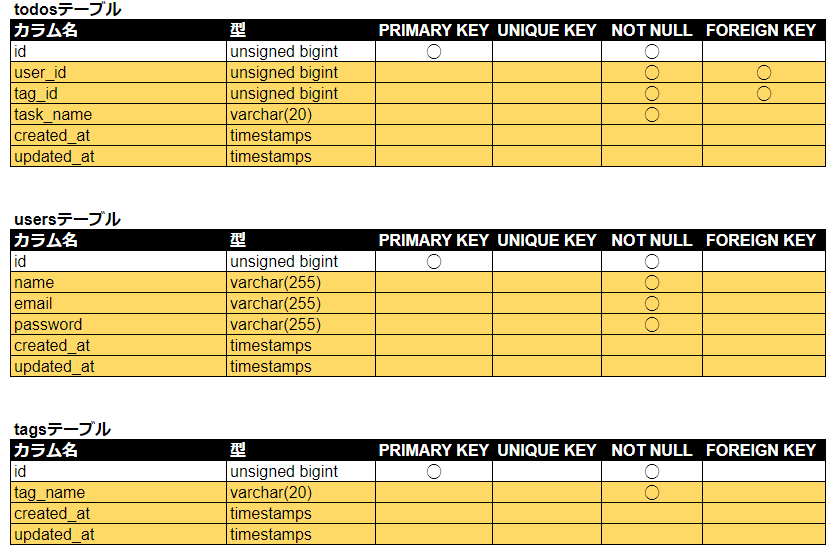 todosテーブル
カラム名 型 PRIMARY KEY UNIQUE KEY NOT NULL FOREIGN KEY
id unsigned bigint ◯ ◯
user_id unsigned bigint ◯ ◯
tag_id unsigned bigint ◯ ◯
task_name varchar(20) ◯
created_at timestamps
updated_at timestamps
usersテーブル
カラム名 型 PRIMARY KEY UNIQUE KEY NOT NULL FOREIGN KEY
id unsigned bigint ◯ ◯
name varchar(255) ◯
email varchar(255) ◯
password varchar(255) ◯
created_at timestamps
updated_at timestamps
tagsテーブル
カラム名 型 PRIMARY KEY UNIQUE KEY NOT NULL FOREIGN KEY
id unsigned bigint ◯ ◯
tag_name varchar(20) ◯
created_at timestamps
updated_at timestamps